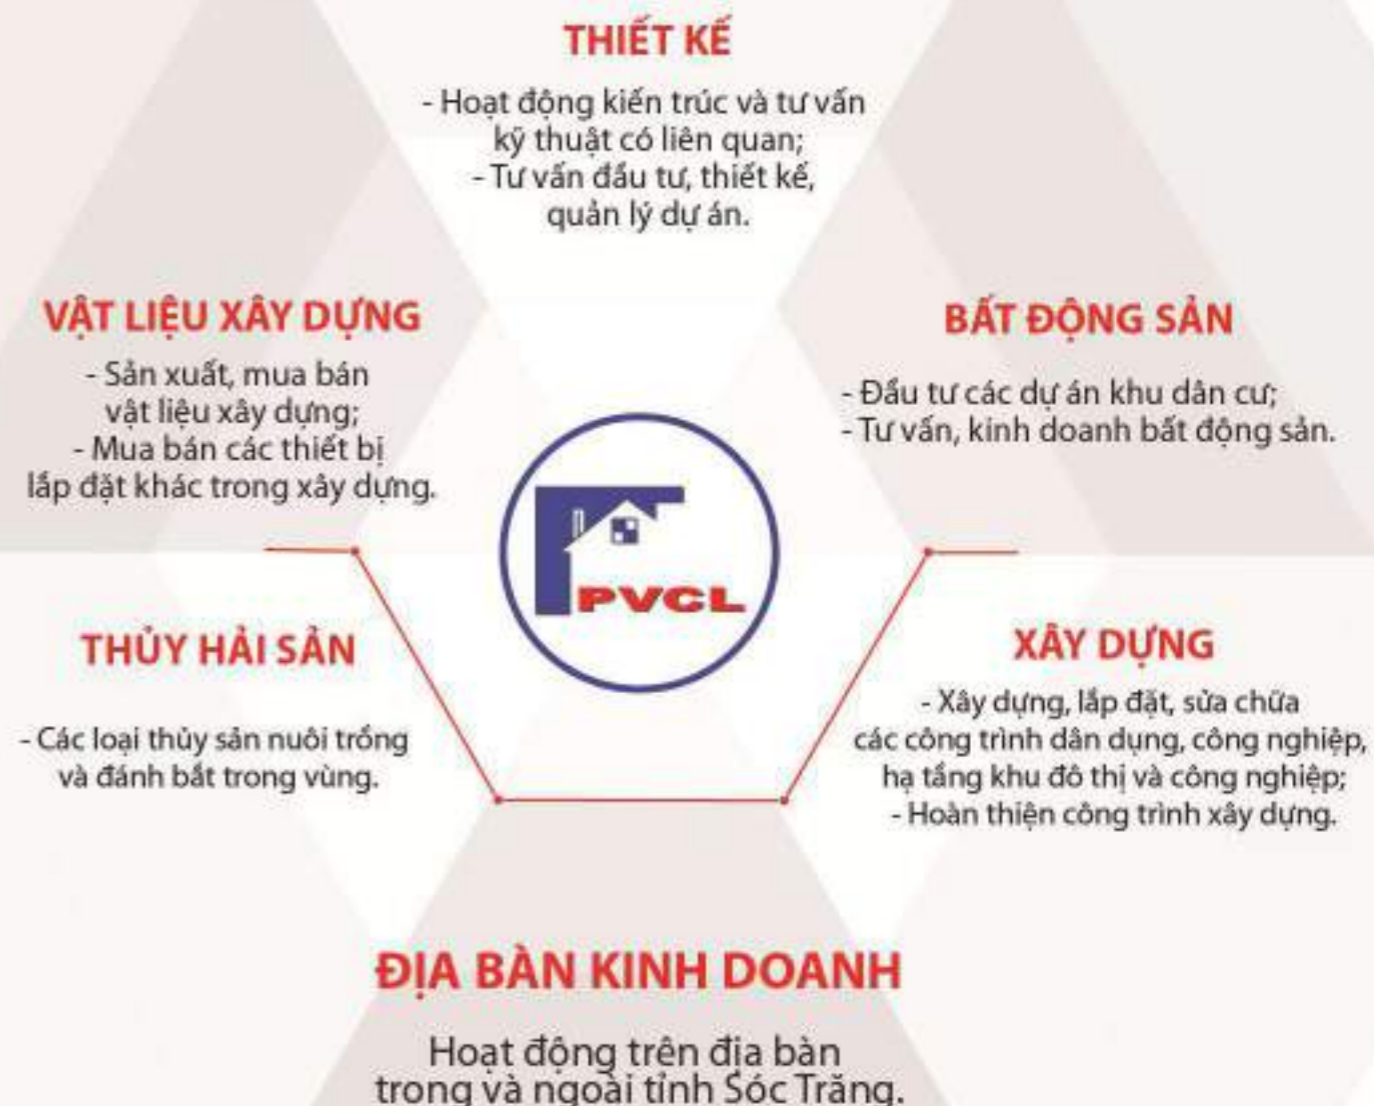 THIẾT KẾ
- Hoạt động kiến trúc và tư vấn
kỹ thuật có liên quan;
- Tư vấn đầu tư, thiết kế,
quản lý dự án.
VẬT LIỆU XÂY DỰNG
- Sản xuất, mua bán
vật liệu xây dựng;
- Mua bán các thiết bị
lắp đặt khác trong xây dựng.
BẤT ĐỘNG SẢN
- Đầu tư các dự án khu dân cư;
- Tư vấn, kinh doanh bất động sản.
PVCL
THỦY HẢI SẢN
- Các loại thủy sản nuôi trồng
và đánh bắt trong vùng.
XÂY DỰNG
- Xây dựng, lắp đặt, sửa chữa
các công trình dân dụng, công nghiệp,
hạ tầng khu đô thị và công nghiệp;
- Hoàn thiện công trình xây dựng.
ĐỊA BÀN KINH DOANH
Hoạt động trên địa bàn
trong và ngoài tỉnh Sóc Trăng.